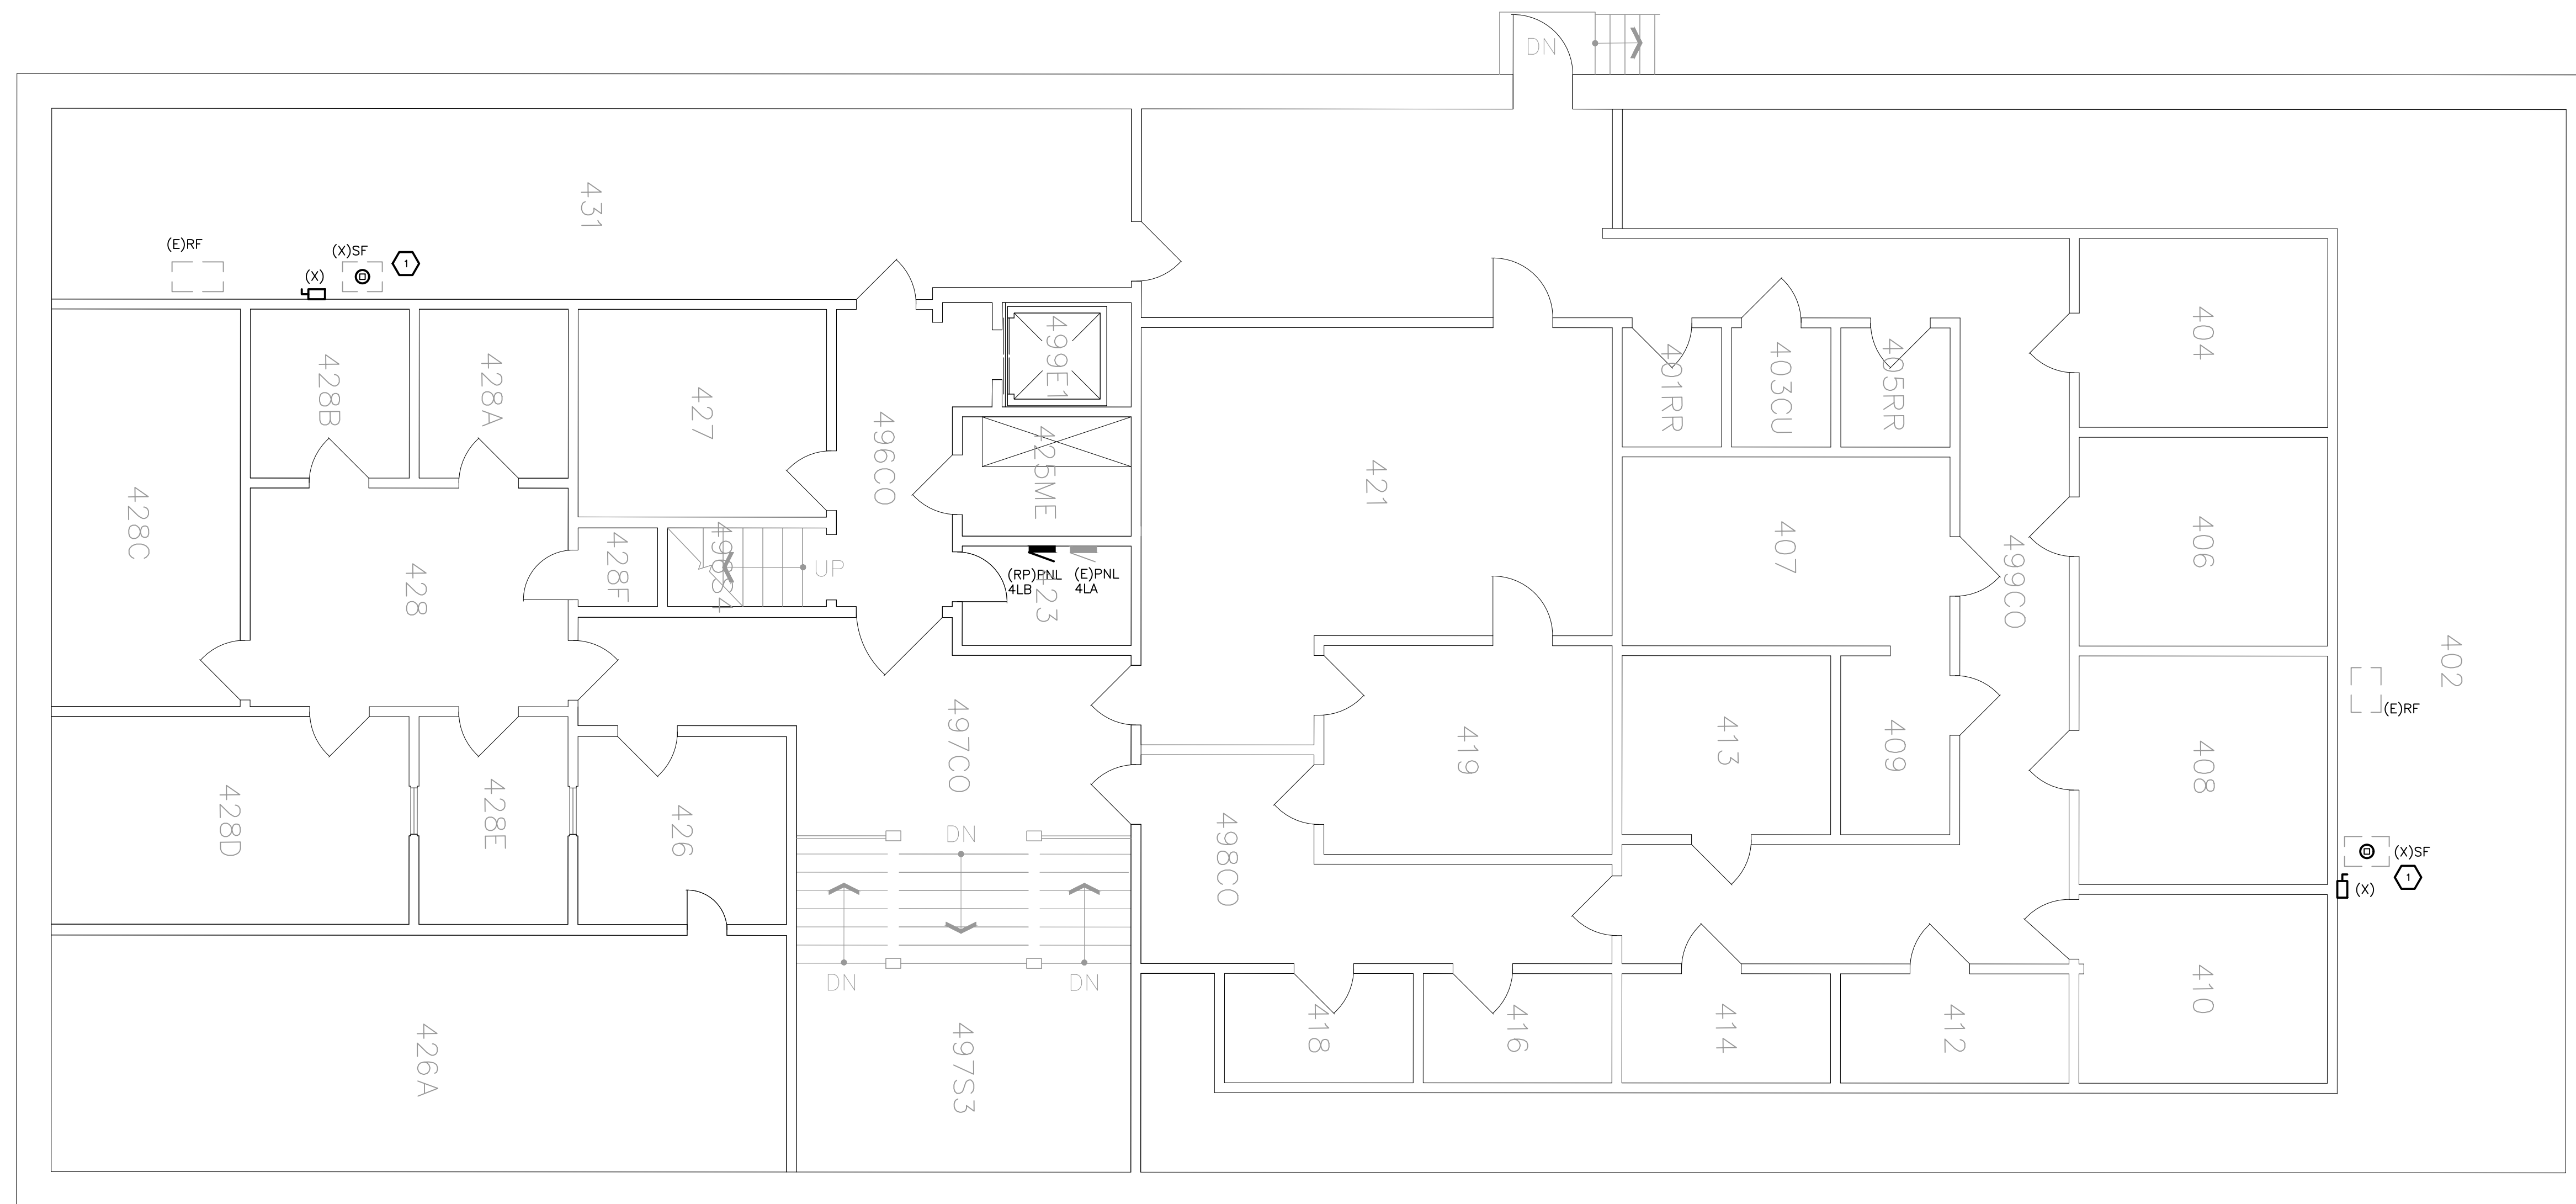 DN
431
(E)RF
(X)SF
1
(X)
499E1
404
401RR
403CU
405RR
428B
428A
427
496CO
425ME
421
406
428C
407
499CO
428
428F
498S4
UP
(RP)PNL
4LB
(E)PNL
4LA
423
402
(E)RF
497CO
419
413
409
408
428D
428E
426
DN
498CO
(X)SF
1
(X)
DN
DN
410
426A
497S3
418
416
414
412